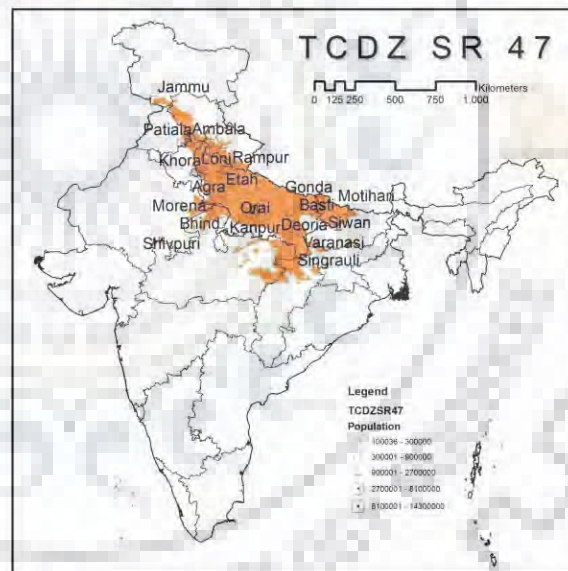 TCDZ SR 47
Kilometers
0 125 250 500 750 1.000
Jammu
Patiala Ambala
Khora Loni Rampur
Agra Etah Gonda
Morena Orai Basti Motihari
Bhind Kanpur Deoria Siwan
Shivpuri Varanasi
Singrauli
Legend
TCDZSR47
Population
100036 - 300000
300001 - 900000
900001 - 2700000
2700001 - 8100000
8100001 - 14300000